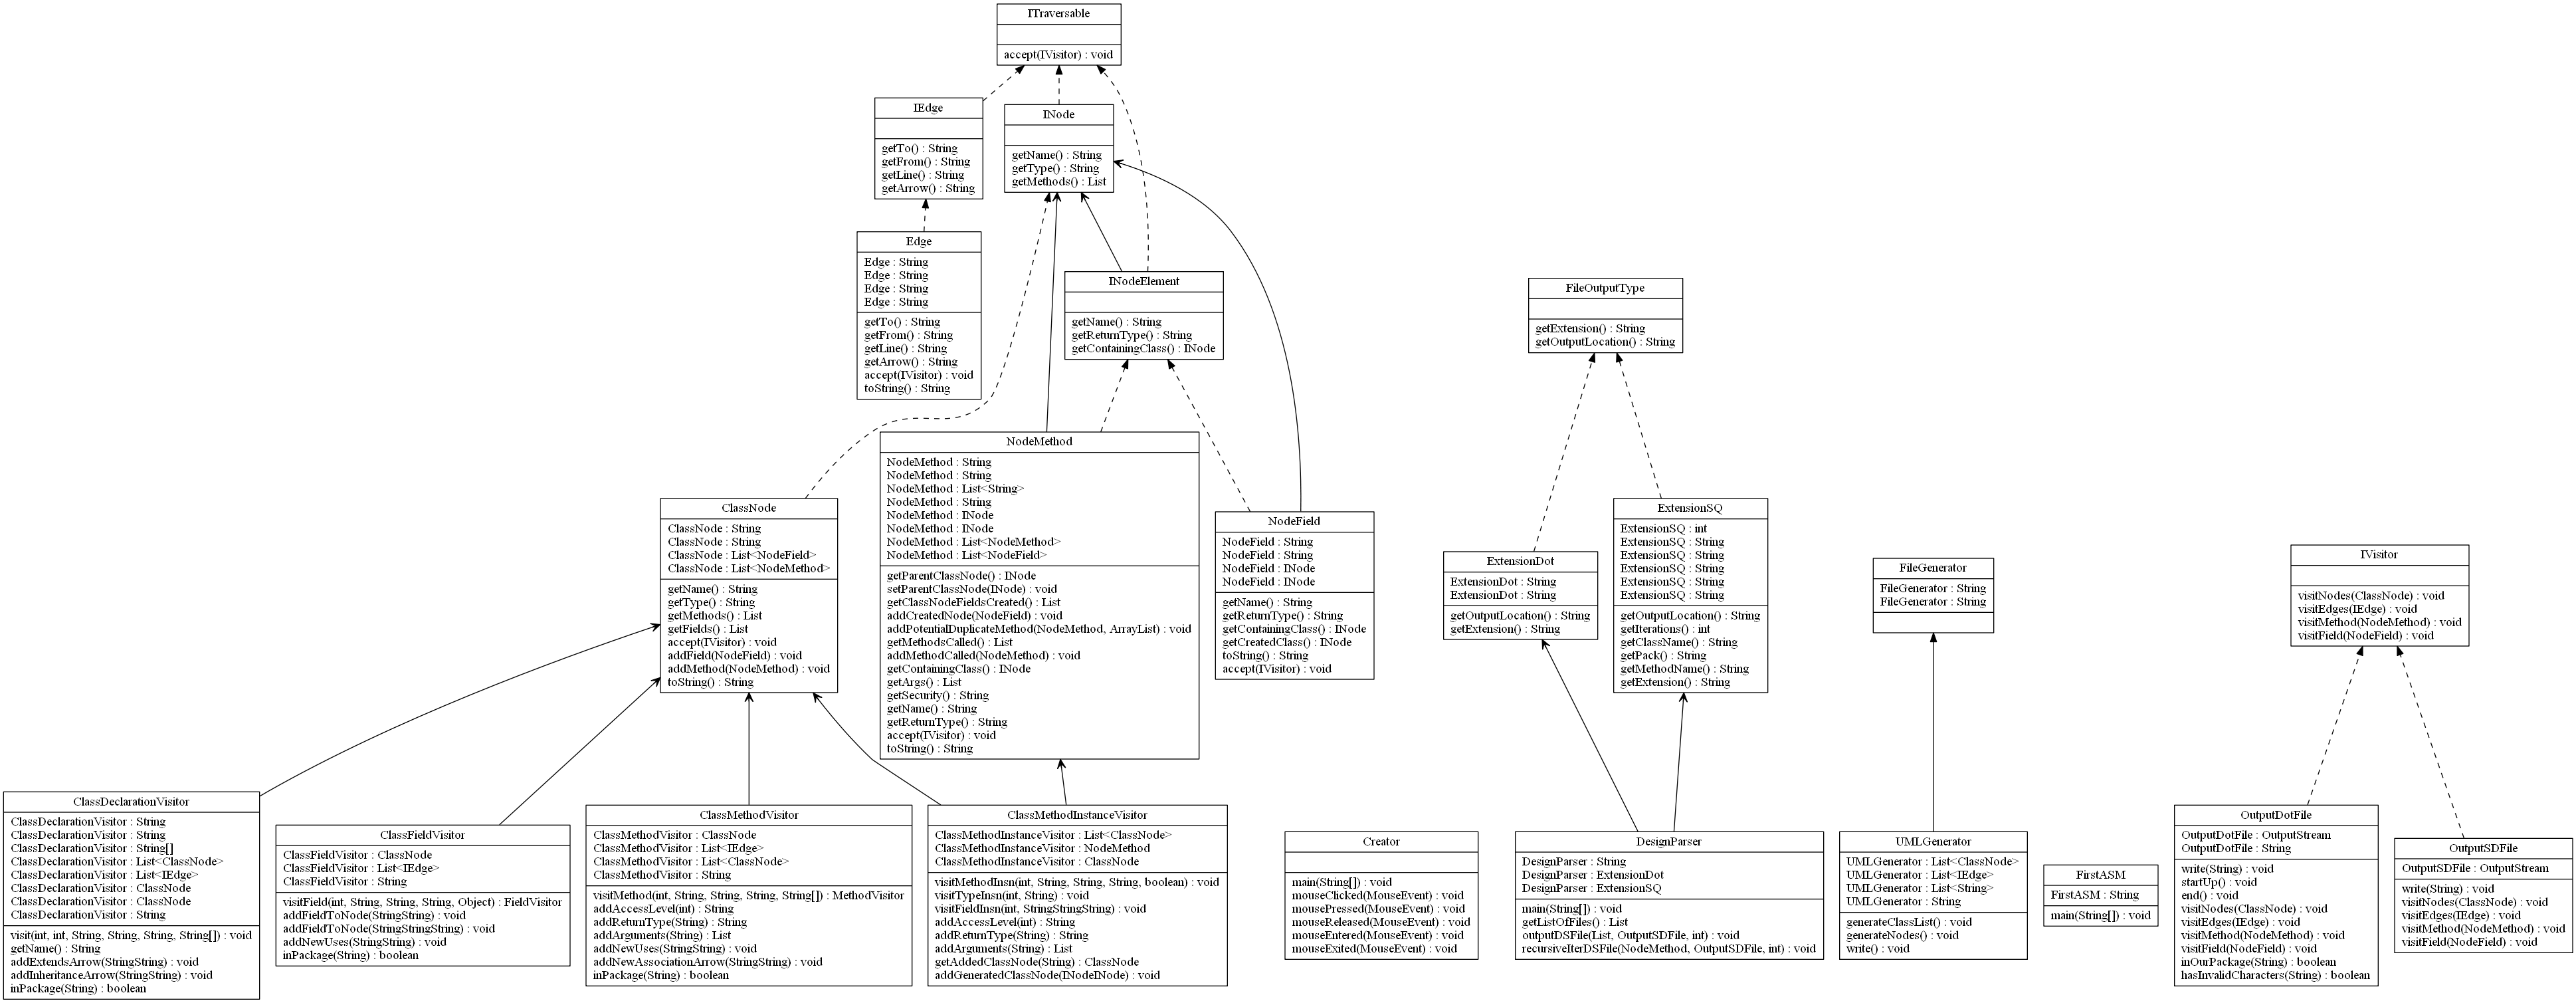 ITraversable
accept(IVisitor) : void
IEdge
getTo() : String
getFrom() : String
getLine() : String
getArrow() : String
INode
getName() : String
getType() : String
getMethods() : List
Edge
Edge : String
Edge : String
Edge : String
Edge : String
getTo() : String
getFrom() : String
getLine() : String
getArrow() : String
accept(IVisitor) : void
toString() : String
INodeElement
getName() : String
getReturnType() : String
getContainingClass() : INode
FileOutputType
getExtension() : String
getOutputLocation() : String
ClassNode
ClassNode : String
ClassNode : String
ClassNode : List<NodeField>
ClassNode : List<NodeMethod>
getName() : String
getType() : String
getMethods() : List
getFields() : List
accept(IVisitor) : void
addField(NodeField) : void
addMethod(NodeMethod) : void
toString() : String
NodeMethod
NodeMethod : String
NodeMethod : String
NodeMethod : List<String>
NodeMethod : String
NodeMethod : INode
NodeMethod : INode
NodeMethod : List<NodeMethod>
NodeMethod : List<NodeField>
getParentClassNode() : INode
setParentClassNode(INode) : void
getClassNodeFieldsCreated() : List
addCreatedNode(NodeField) : void
addPotentialDuplicateMethod(NodeMethod, ArrayList) : void
getMethodsCalled() : List
addMethodCalled(NodeMethod) : void
getContainingClass() : INode
getArgs() : List
getSecurity() : String
getName() : String
getReturnType() : String
accept(IVisitor) : void
toString() : String
NodeField
NodeField : String
NodeField : String
NodeField : INode
NodeField : INode
getName() : String
getReturnType() : String
getContainingClass() : INode
getCreatedClass() : INode
toString() : String
accept(IVisitor) : void
ExtensionDot
ExtensionDot : String
ExtensionDot : String
getOutputLocation() : String
getExtension() : String
ExtensionSQ
ExtensionSQ : int
ExtensionSQ : String
ExtensionSQ : String
ExtensionSQ : String
ExtensionSQ : String
ExtensionSQ : String
getOutputLocation() : String
getIterations() : int
getClassName() : String
getPack() : String
getMethodName() : String
getExtension() : String
FileGenerator
FileGenerator : String
FileGenerator : String
IVisitor
visitNodes(ClassNode) : void
visitEdges(IEdge) : void
visitMethod(NodeMethod) : void
visitField(NodeField) : void
ClassDeclarationVisitor
ClassDeclarationVisitor : String
ClassDeclarationVisitor : String
ClassDeclarationVisitor : String[]
ClassDeclarationVisitor : List<ClassNode>
ClassDeclarationVisitor : List<IEdge>
ClassDeclarationVisitor : ClassNode
ClassDeclarationVisitor : ClassNode
ClassDeclarationVisitor : String
visit(int, int, String, String, String, String[]) : void
getName() : String
addExtendsArrow(StringString) : void
addInheritanceArrow(StringString) : void
inPackage(String) : boolean
ClassFieldVisitor
ClassFieldVisitor : ClassNode
ClassFieldVisitor : List<IEdge>
ClassFieldVisitor : String
visitField(int, String, String, String, Object) : FieldVisitor
addFieldToNode(StringString) : void
addFieldToNode(StringStringString) : void
addNewUses(StringString) : void
inPackage(String) : boolean
ClassMethodVisitor
ClassMethodVisitor : ClassNode
ClassMethodVisitor : List<IEdge>
ClassMethodVisitor : List<ClassNode>
ClassMethodVisitor : String
visitMethod(int, String, String, String, String[]) : MethodVisitor
addAccessLevel(int) : String
addReturnType(String) : String
addArguments(String) : List
addNewUses(StringString) : void
addNewAssociationArrow(StringString) : void
inPackage(String) : boolean
ClassMethodInstanceVisitor
ClassMethodInstanceVisitor : List<ClassNode>
ClassMethodInstanceVisitor : NodeMethod
ClassMethodInstanceVisitor : ClassNode
visitMethodInsn(int, String, String, String, boolean) : void
visitTypeInsn(int, String) : void
visitFieldInsn(int, StringStringString) : void
addAccessLevel(int) : String
addReturnType(String) : String
addArguments(String) : List
getAddedClassNode(String) : ClassNode
addGeneratedClassNode(INodeINode) : void
Creator
main(String[]) : void
mouseClicked(MouseEvent) : void
mousePressed(MouseEvent) : void
mouseReleased(MouseEvent) : void
mouseEntered(MouseEvent) : void
mouseExited(MouseEvent) : void
DesignParser
DesignParser : String
DesignParser : ExtensionDot
DesignParser : ExtensionSQ
main(String[]) : void
getListOfFiles() : List
outputDSFile(List, OutputSDFile, int) : void
recursiveIterDSFile(NodeMethod, OutputSDFile, int) : void
UMLGenerator
UMLGenerator : List<ClassNode>
UMLGenerator : List<IEdge>
UMLGenerator : List<String>
UMLGenerator : String
generateClassList() : void
generateNodes() : void
write() : void
FirstASM
FirstASM : String
main(String[]) : void
OutputDotFile
OutputDotFile : OutputStream
OutputDotFile : String
write(String) : void
startUp() : void
end() : void
visitNodes(ClassNode) : void
visitEdges(IEdge) : void
visitMethod(NodeMethod) : void
visitField(NodeField) : void
inOurPackage(String) : boolean
hasInvalidCharacters(String) : boolean
OutputSDFile
OutputSDFile : OutputStream
write(String) : void
visitNodes(ClassNode) : void
visitEdges(IEdge) : void
visitMethod(NodeMethod) : void
visitField(NodeField) : void